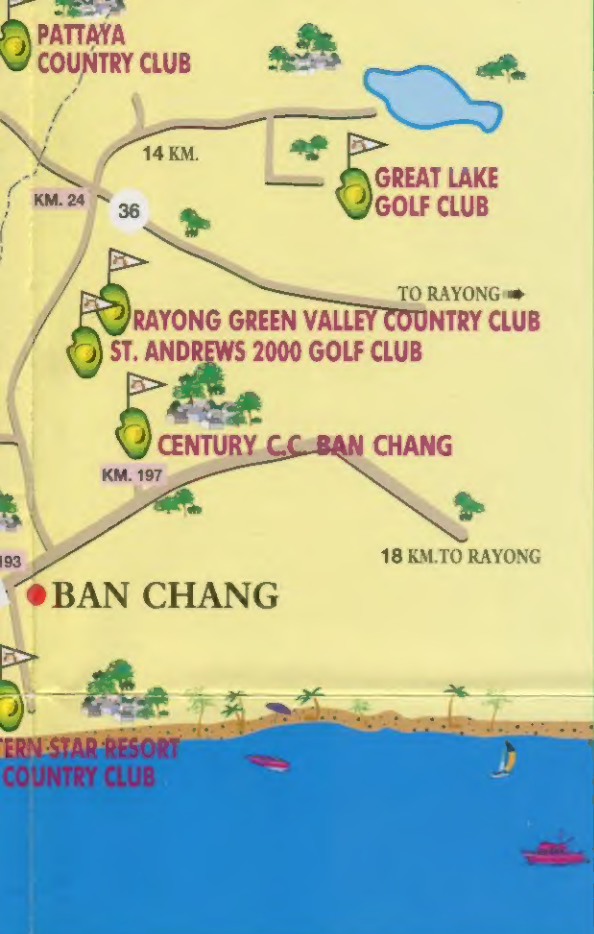 PATTAYA
COUNTRY CLUB
14 KM.
GREAT LAKE
GOLF CLUB
KM. 24
36
TO RAYONG
RAYONG GREEN VALLEY COUNTRY CLUB
ST. ANDREWS 2000 GOLF CLUB
CENTURY C.C. BAN CHANG
KM. 197
18 KM.TO RAYONG
193
BAN CHANG
TERN STAR RESORT
COUNTRY CLUB